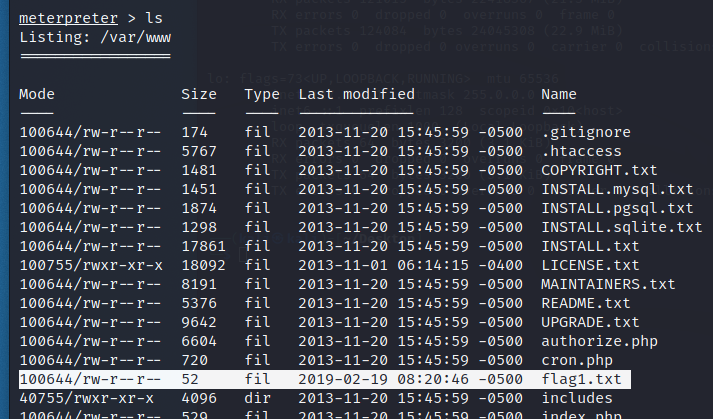 meterpreter > ls
Listing: /var/www
=================
Mode Size Type Last modified Name
---- ---- ---- ------------- ----
100644/rw-r--r-- 174 fil 2013-11-20 15:45:59 -0500 .gitignore
100644/rw-r--r-- 5767 fil 2013-11-20 15:45:59 -0500 .htaccess
100644/rw-r--r-- 1481 fil 2013-11-20 15:45:59 -0500 COPYRIGHT.txt
100644/rw-r--r-- 1451 fil 2013-11-20 15:45:59 -0500 INSTALL.mysql.txt
100644/rw-r--r-- 1874 fil 2013-11-20 15:45:59 -0500 INSTALL.pgsql.txt
100644/rw-r--r-- 1298 fil 2013-11-20 15:45:59 -0500 INSTALL.sqlite.txt
100644/rw-r--r-- 17861 fil 2013-11-20 15:45:59 -0500 INSTALL.txt
100755/rwxr-xr-x 18092 fil 2013-11-01 06:14:15 -0400 LICENSE.txt
100644/rw-r--r-- 8191 fil 2013-11-20 15:45:59 -0500 MAINTAINERS.txt
100644/rw-r--r-- 5376 fil 2013-11-20 15:45:59 -0500 README.txt
100644/rw-r--r-- 9642 fil 2013-11-20 15:45:59 -0500 UPGRADE.txt
100644/rw-r--r-- 6604 fil 2013-11-20 15:45:59 -0500 authorize.php
100644/rw-r--r-- 720 fil 2013-11-20 15:45:59 -0500 cron.php
100644/rw-r--r-- 52 fil 2019-02-19 08:20:46 -0500 flag1.txt
40755/rwxr-xr-x 4096 dir 2013-11-20 15:45:59 -0500 includes
100644/rw-r--r-- 529 fil 2013-11-20 15:45:59 -0500 index.php